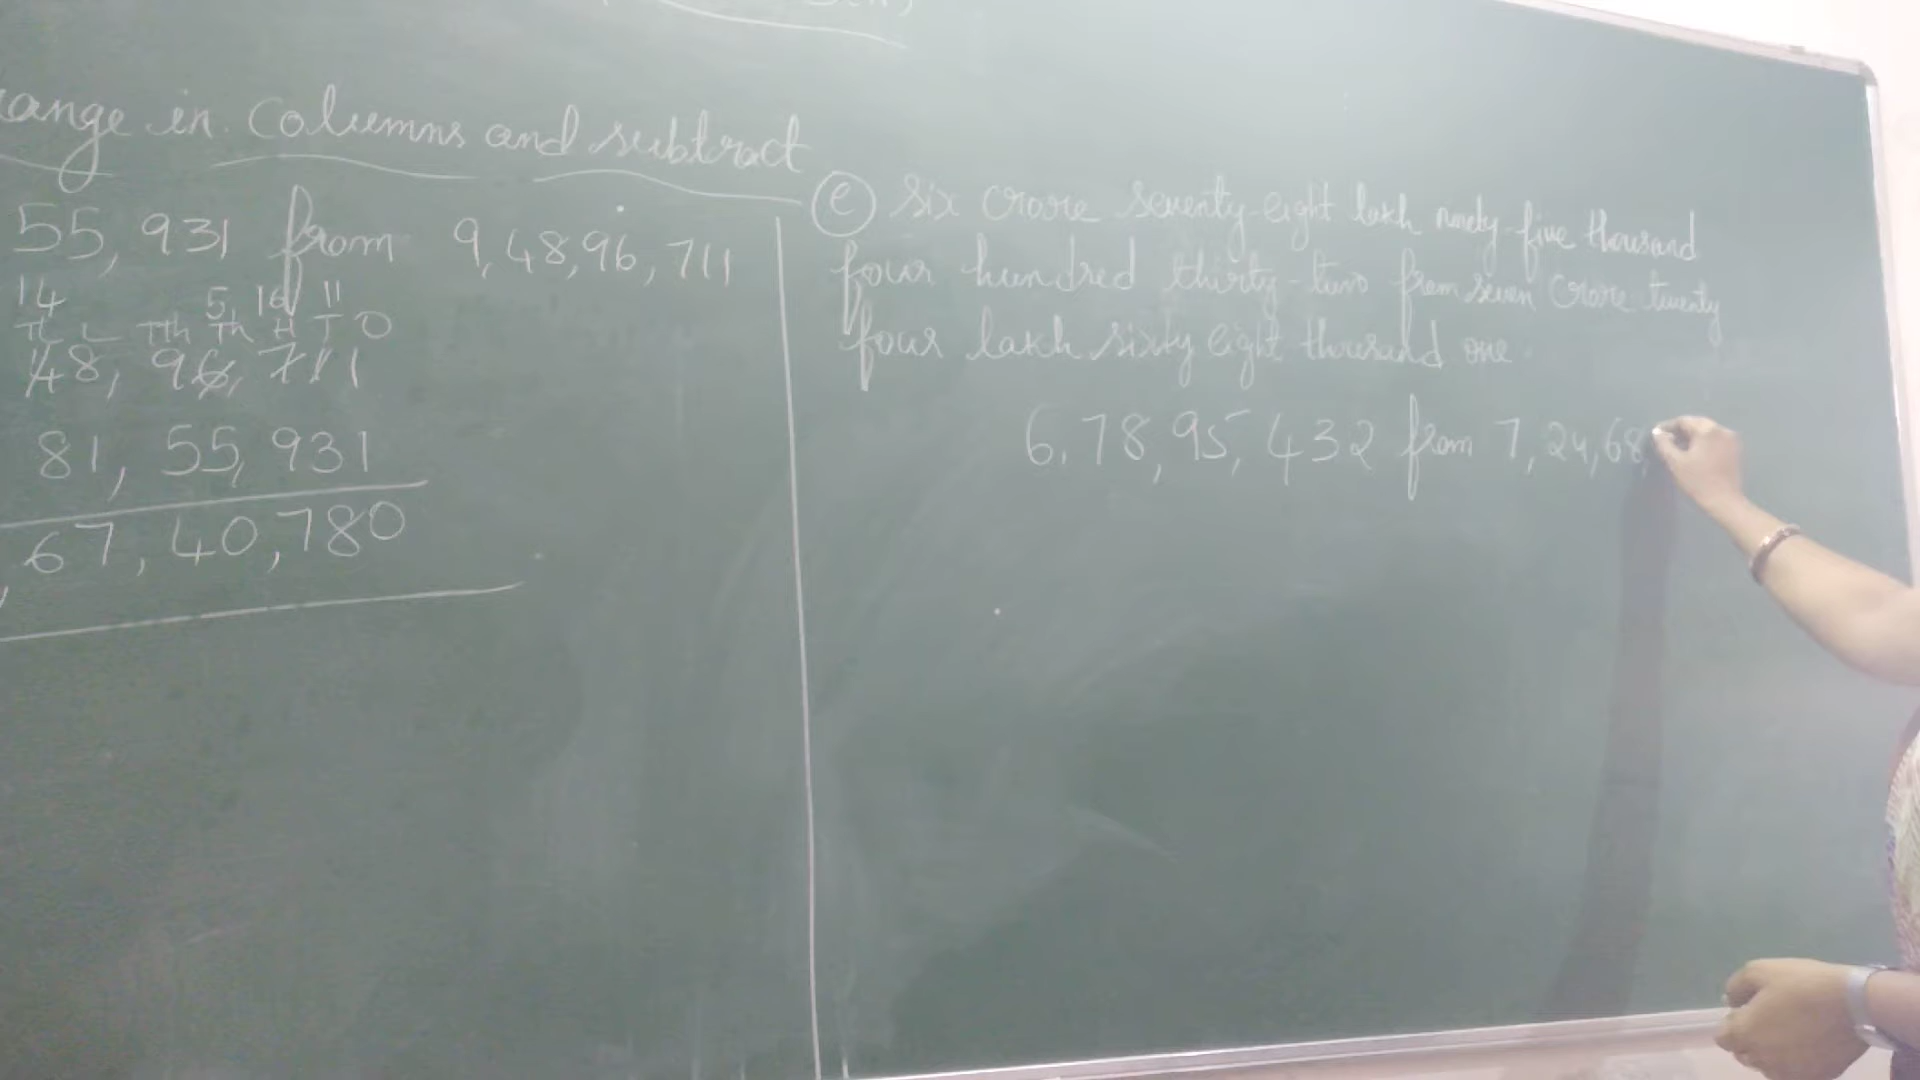 ange in columns and subtract
55,931 from 9,48,96,711
14 5, 16 11
TL L TTh Th H T O
48, 96, 711
81, 55,931
67, 40,780
(e) six crore seventy-eight lakh ninety-five thousand
four hundred thirty-two from seven crore twenty
four lakh sixty eight thousand one.
6,78,95,432 from 7,24,68,